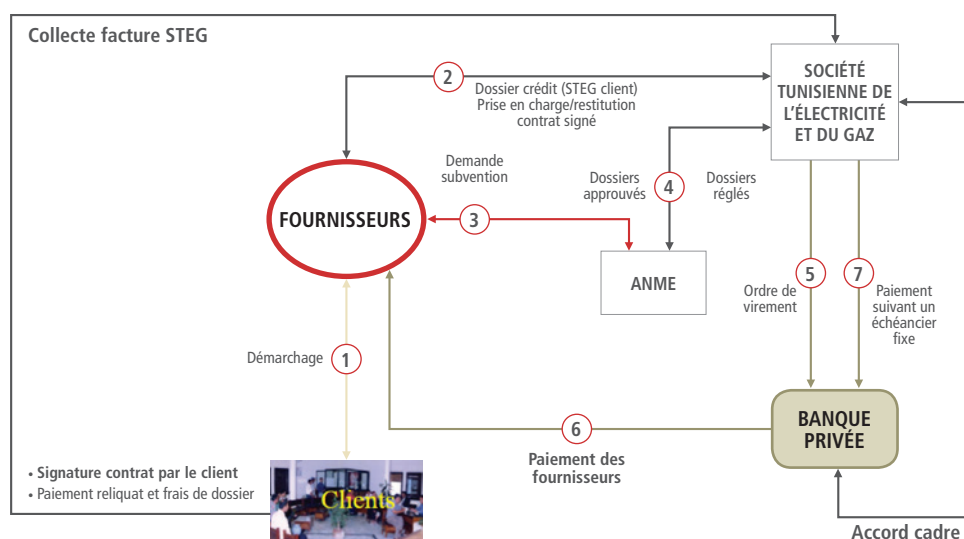 Collecte facture STEG
SOCIÉTÉ
TUNISIENNE DE
L'ÉLECTRICITÉ
ET DU GAZ
2
Dossier crédit (STEG client)
Prise en charge/restitution
contrat signé
Demande
subvention
Dossiers
approuvés
4
Dossiers
réglés
FOURNISSEURS
3
ANME
5
Ordre de
virement
7
Paiement
suivant un
échéancier
fixe
Démarchage
1
BANQUE
PRIVÉE
6
Paiement des
fournisseurs
• Signature contrat par le client
• Paiement reliquat et frais de dossier
Clients
Accord cadre